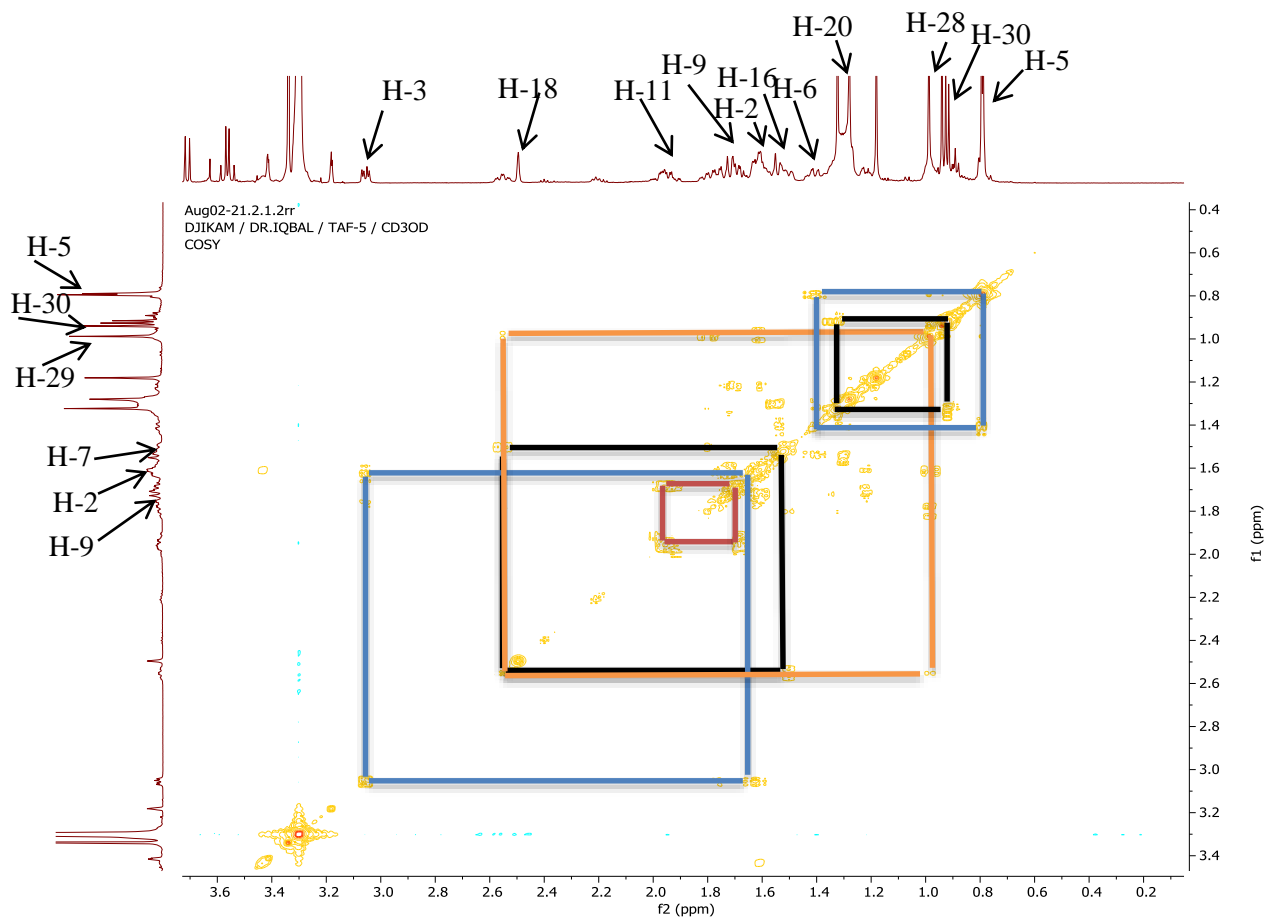 H-20
H-28
H-30
H-9
H-16
H-5
H-3
H-18
H-11
H-2
H-6
Aug02-21.2.1.2rr
DJIKAM / DR.IQBAL / TAF-5 / CD3OD
COSY
H-5
H-30
H-29
H-7
H-2
H-9
0.4
0.6
0.8
1.0
1.2
1.4
1.6
1.8
2.0
2.2
2.4
2.6
2.8
3.0
3.2
3.4
f1 (ppm)
3.6 3.4 3.2 3.0 2.8 2.6 2.4 2.2 2.0 1.8 1.6 1.4 1.2 1.0 0.8 0.6 0.4 0.2
f2 (ppm)